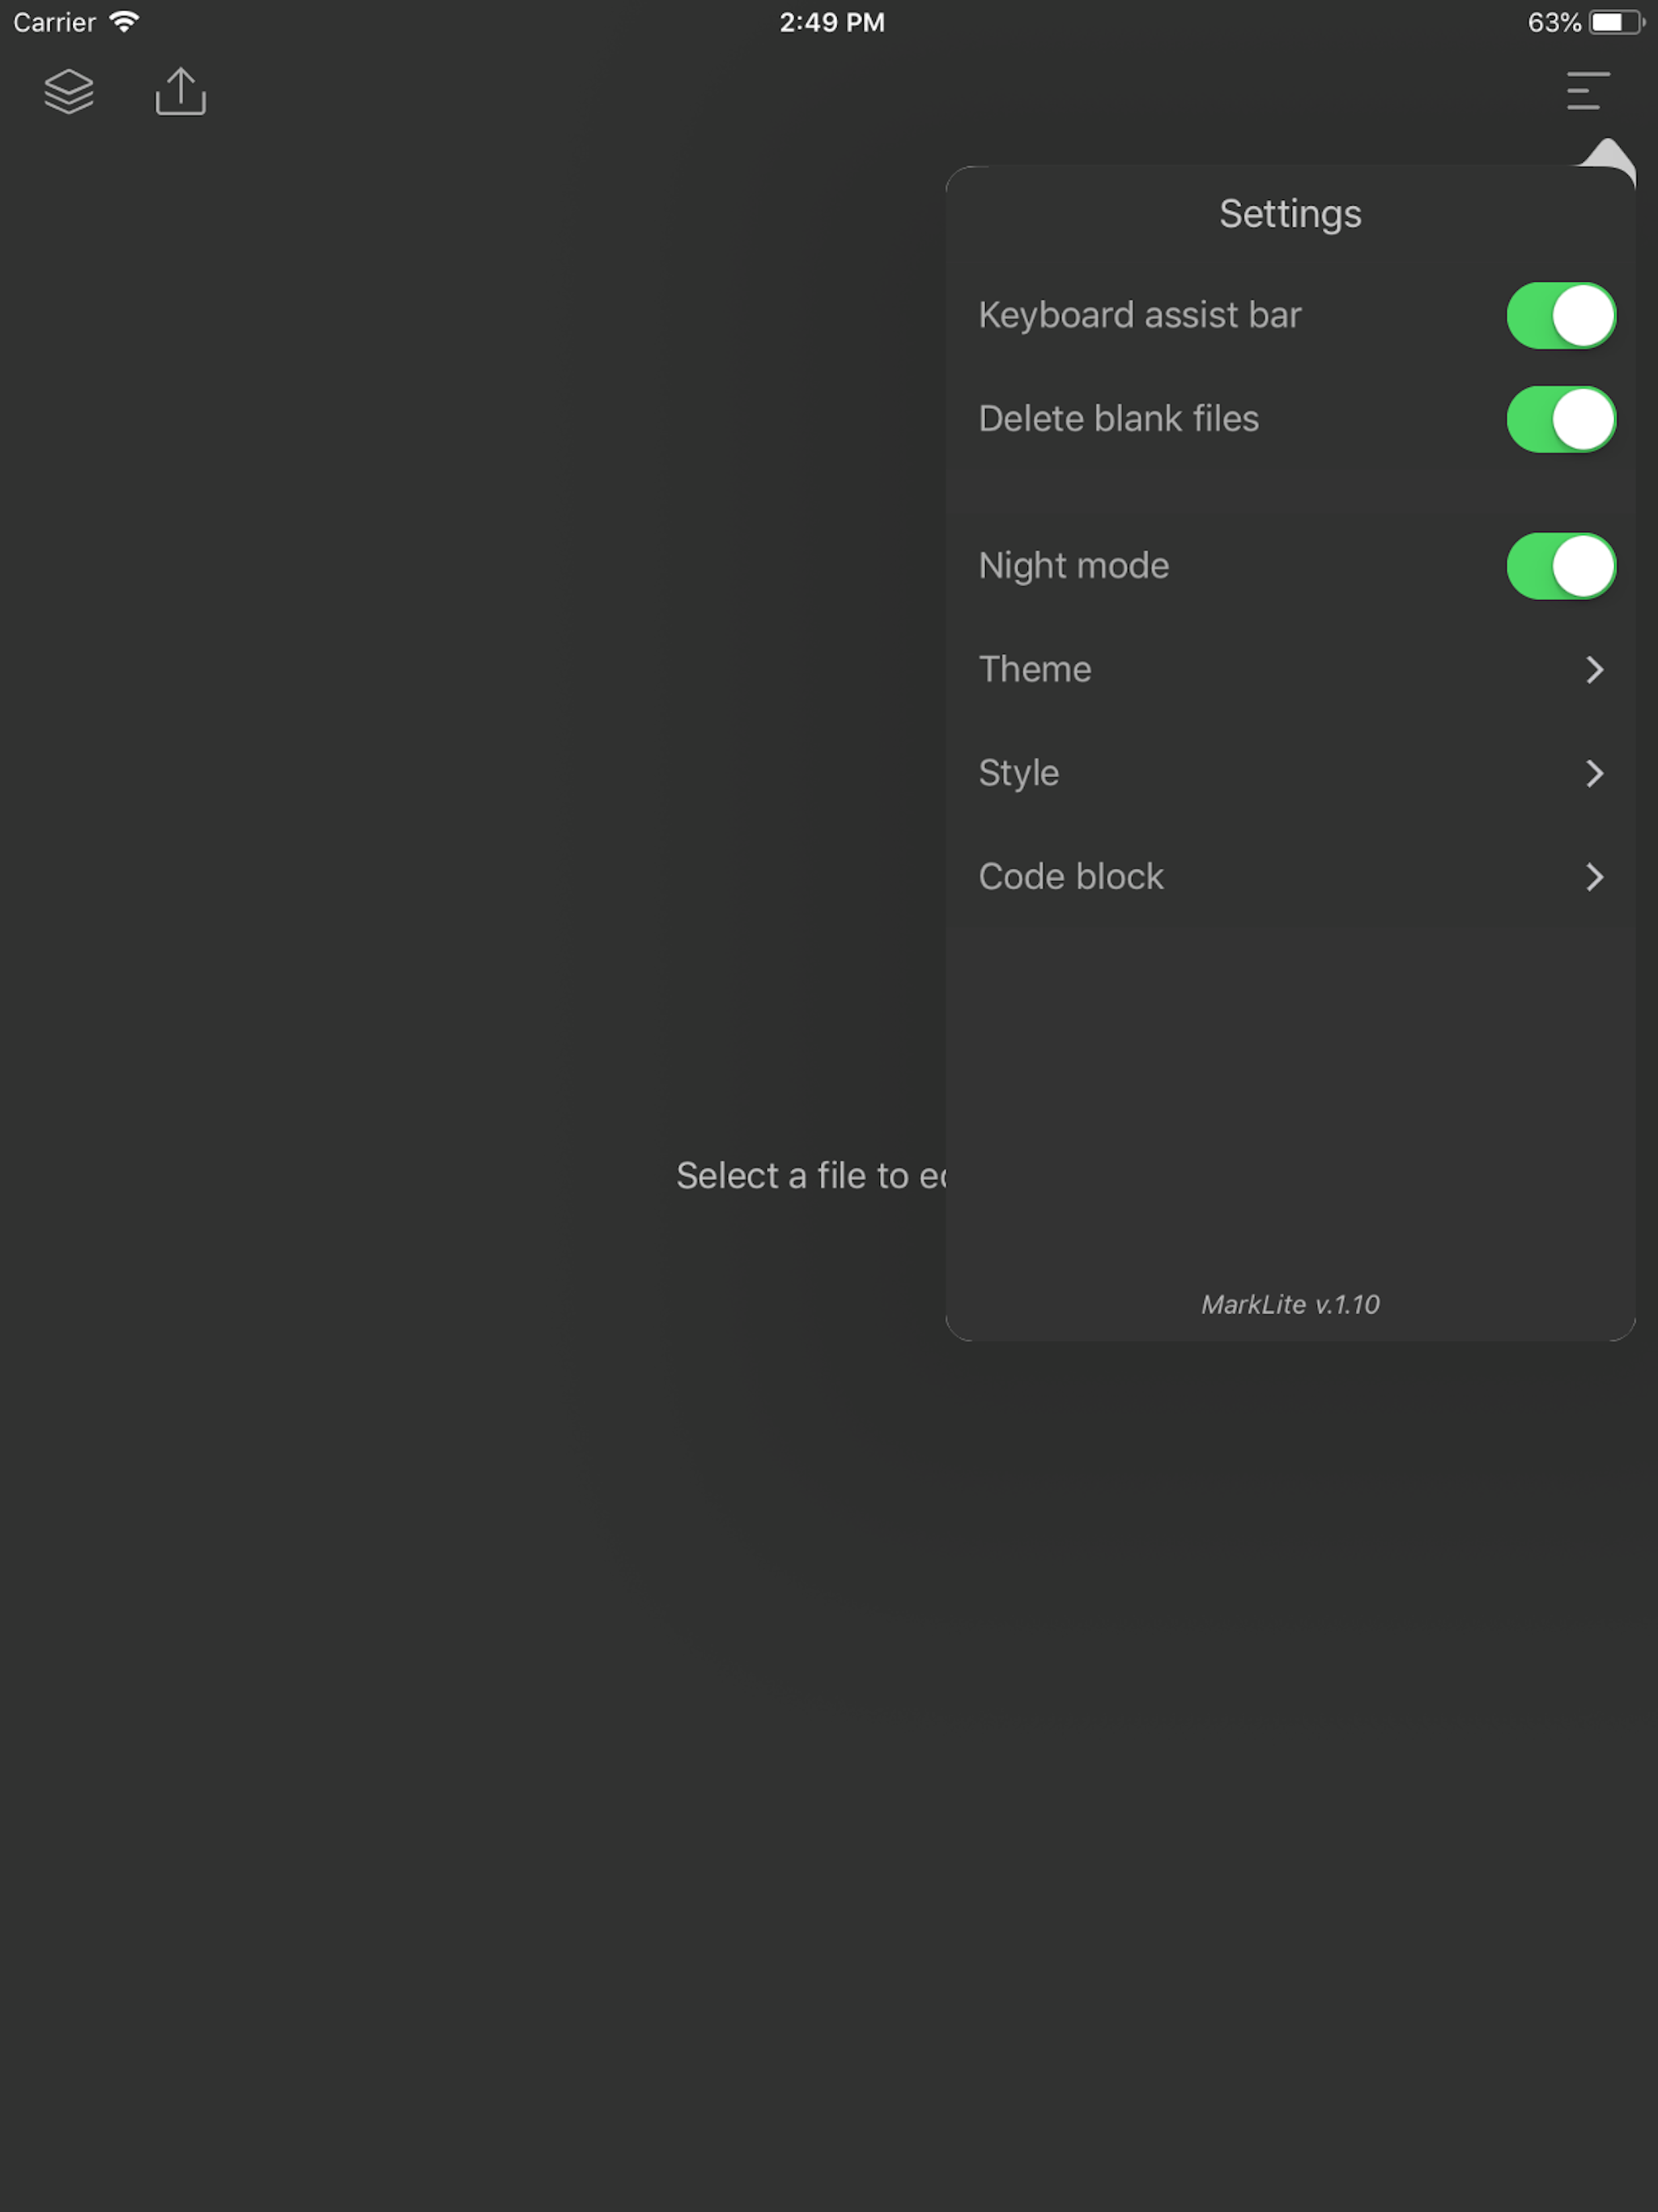 Carrier 2:49 PM 63%
Settings
Keyboard assist bar
Delete blank files
Night mode
Theme
Style
Code block
Select a file to
MarkLite v.1.10